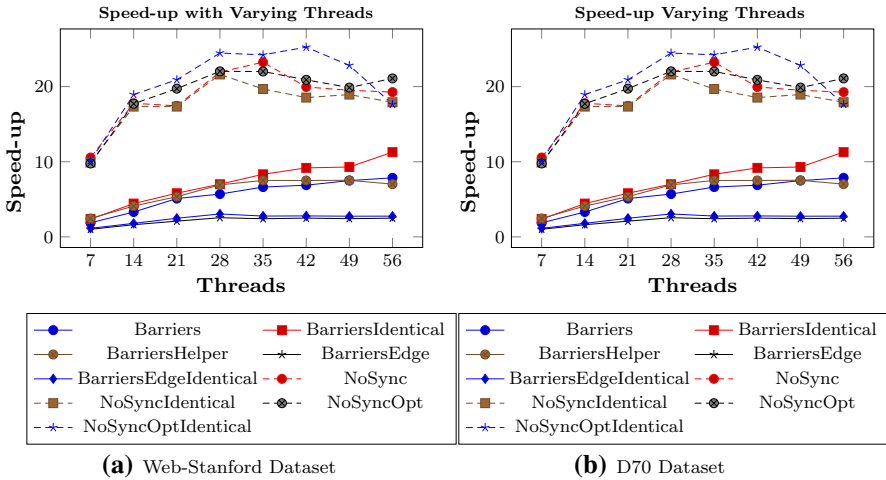 Speed-up with Varying Threads
20
10
0
Speed-up
7 14 21 28 35 42 49 56
Threads
Barriers BarriersIdentical
BarriersHelper BarriersEdge
BarriersEdgeIdentical NoSync
NoSyncIdentical NoSyncOpt
NoSyncOptIdentical
(a) Web-Stanford Dataset
Speed-up Varying Threads
20
10
0
Speed-up
7 14 21 28 35 42 49 56
Threads
Barriers BarriersIdentical
BarriersHelper BarriersEdge
BarriersEdgeIdentical NoSync
NoSyncIdentical NoSyncOpt
NoSyncOptIdentical
(b) D70 Dataset